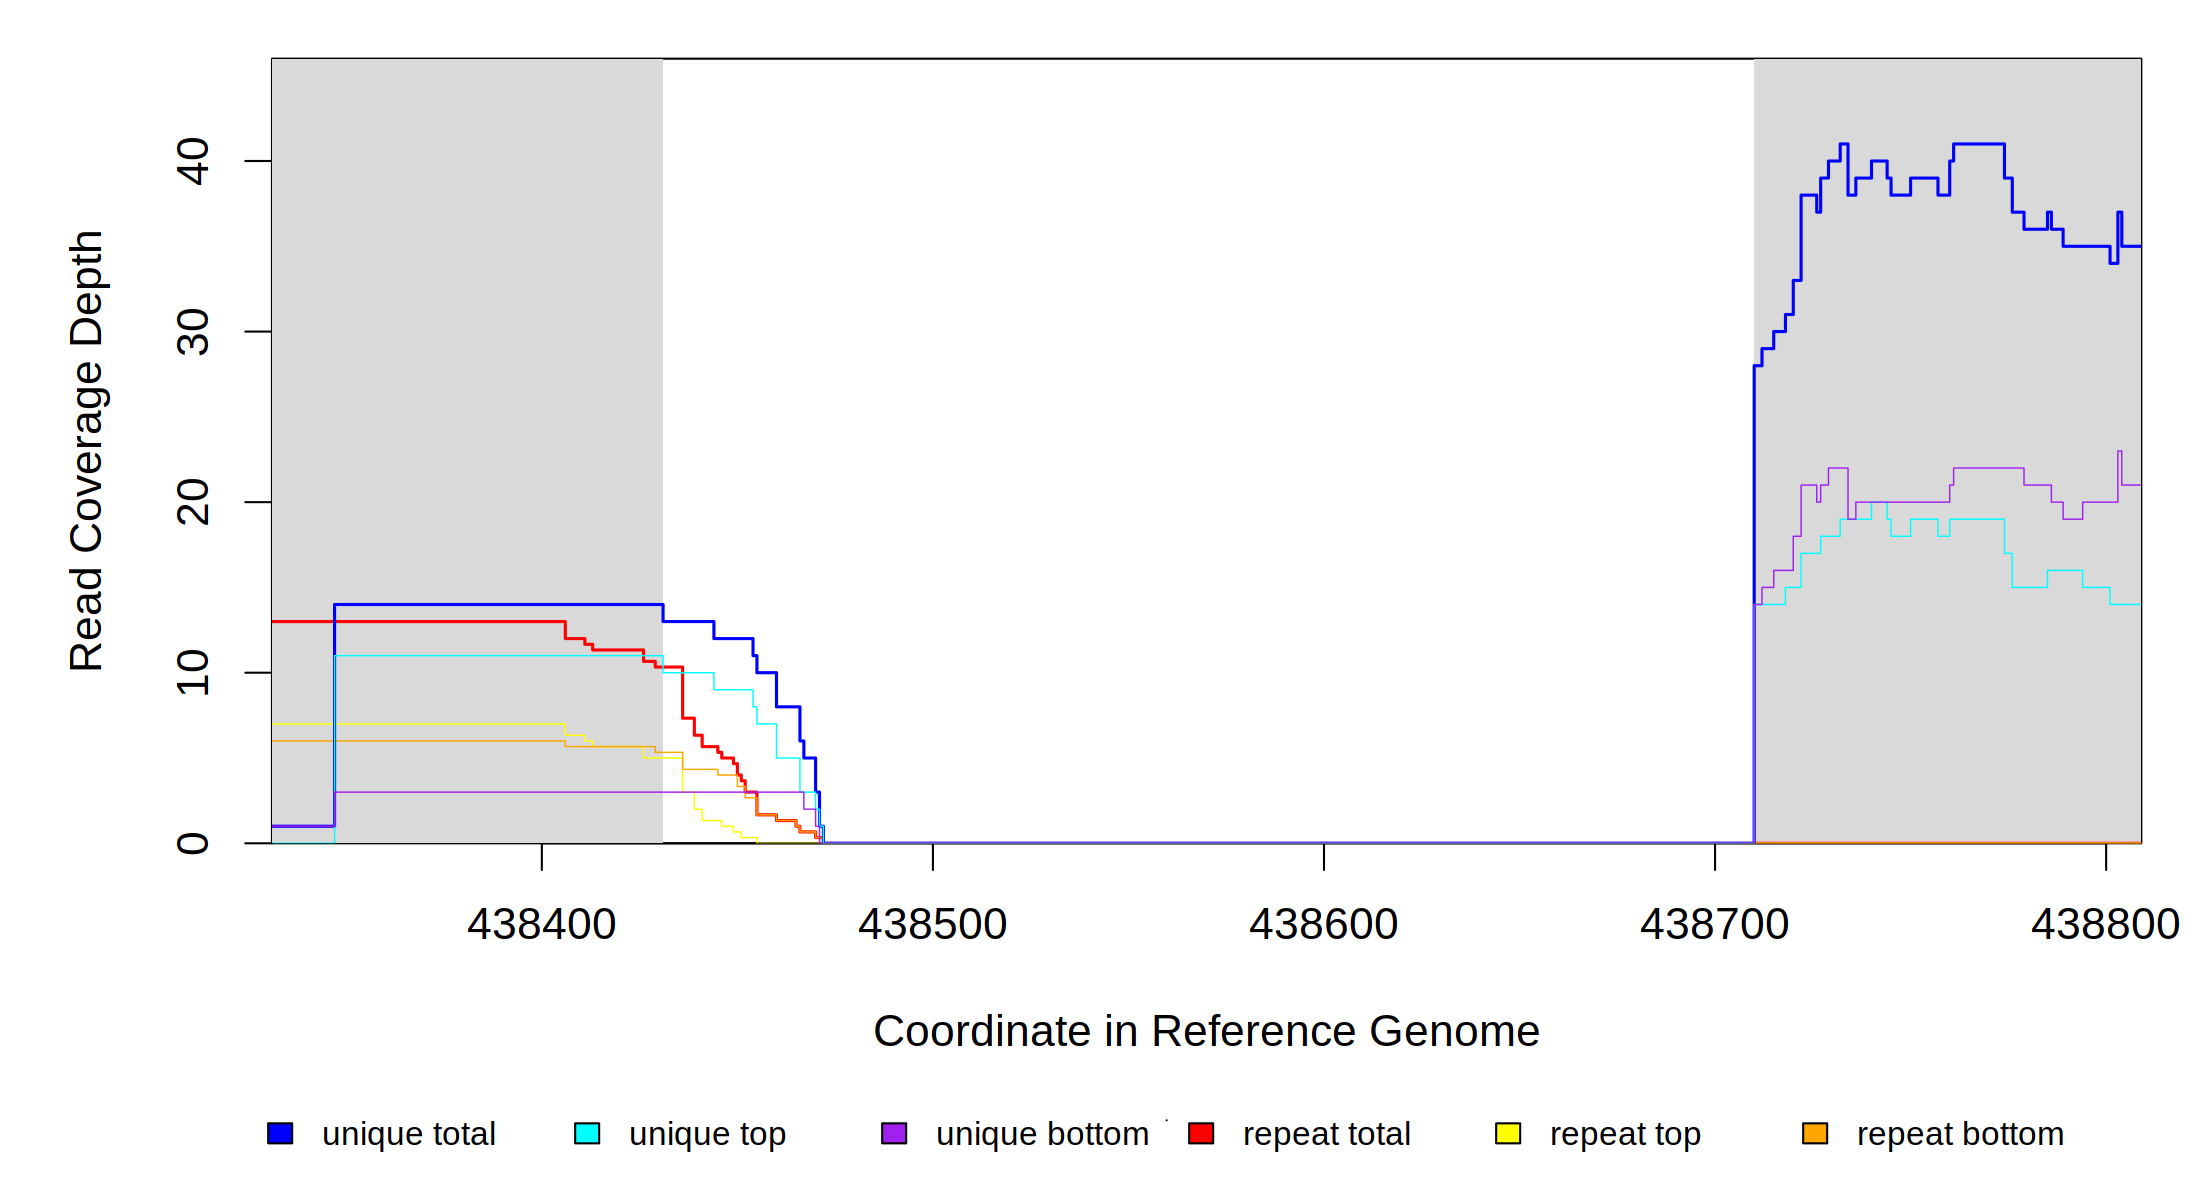 40
30
20
10
0
Read Coverage Depth
438400 438500 438600 438700 438800
Coordinate in Reference Genome
unique total unique top unique bottom repeat total repeat top repeat bottom